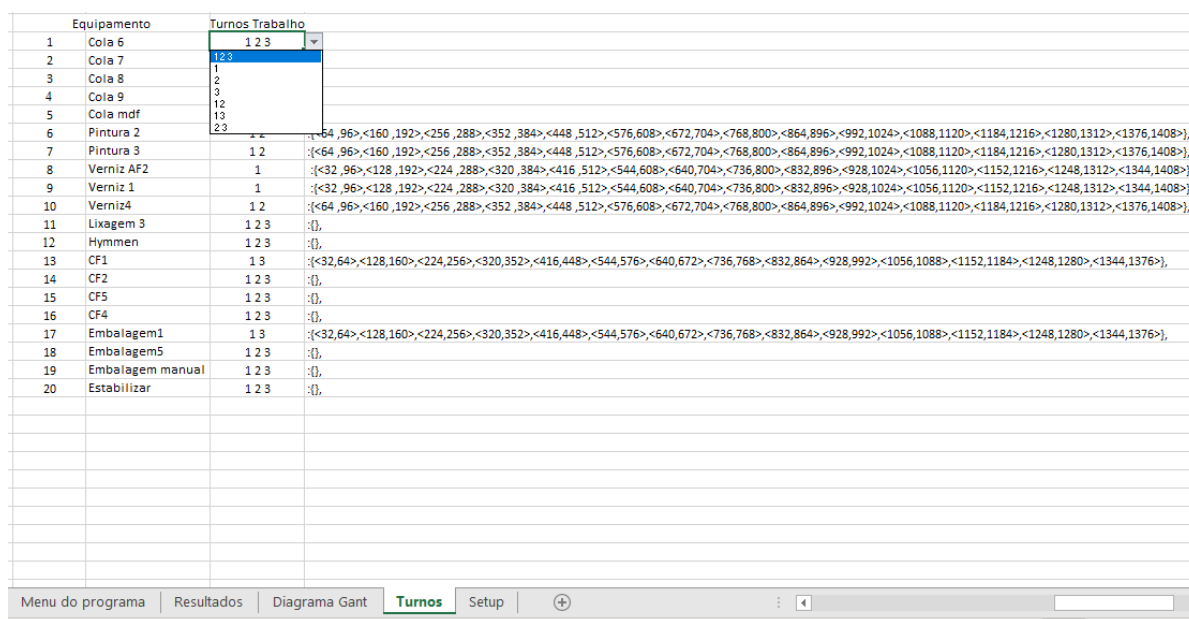 Equipamento Turnos Trabalho
1 Cola 6 1 2 3
2 Cola 7 1 2 3
3 Cola 8 1
4 Cola 9 2
5 Cola mdf 3
1 2
1 3
2 3
6 Pintura 2 1 2 :{<64 ,96>,<160 ,192>,<256 ,288>,<352 ,384>,<448 ,512>,<576,608>,<672,704>,<768,800>,<864,896>,<992,1024>,<1088,1120>,<1184,1216>,<1280,1312>,<1376,1408>},
7 Pintura 3 1 2 :{<64 ,96>,<160 ,192>,<256 ,288>,<352 ,384>,<448 ,512>,<576,608>,<672,704>,<768,800>,<864,896>,<992,1024>,<1088,1120>,<1184,1216>,<1280,1312>,<1376,1408>},
8 Verniz AF2 1 :{<32 ,96>,<128 ,192>,<224 ,288>,<320 ,384>,<416 ,512>,<544,608>,<640,704>,<736,800>,<832,896>,<928,1024>,<1056,1120>,<1152,1216>,<1248,1312>,<1344,1408>}
9 Verniz 1 1 :{<32 ,96>,<128 ,192>,<224 ,288>,<320 ,384>,<416 ,512>,<544,608>,<640,704>,<736,800>,<832,896>,<928,1024>,<1056,1120>,<1152,1216>,<1248,1312>,<1344,1408>}
10 Verniz4 1 2 :{<64 ,96>,<160 ,192>,<256 ,288>,<352 ,384>,<448 ,512>,<576,608>,<672,704>,<768,800>,<864,896>,<992,1024>,<1088,1120>,<1184,1216>,<1280,1312>,<1376,1408>},
11 Lixagem 3 1 2 3 :{},
12 Hymmen 1 2 3 :{},
13 CF1 1 3 :{<32,64>,<128,160>,<224,256>,<320,352>,<416,448>,<544,576>,<640,672>,<736,768>,<832,864>,<928,992>,<1056,1088>,<1152,1184>,<1248,1280>,<1344,1376>},
14 CF2 1 2 3 :{},
15 CF5 1 2 3 :{},
16 CF4 1 2 3 :{},
17 Embalagem1 1 3 :{<32,64>,<128,160>,<224,256>,<320,352>,<416,448>,<544,576>,<640,672>,<736,768>,<832,864>,<928,992>,<1056,1088>,<1152,1184>,<1248,1280>,<1344,1376>},
18 Embalagem5 1 2 3 :{},
19 Embalagem manual 1 2 3 :{},
20 Estabilizar 1 2 3 :{},
Menu do programa Resultados Diagrama Gant Turnos Setup